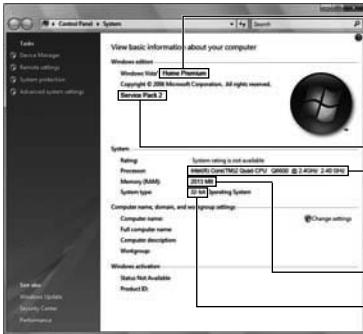 Control Panel ▸ System
Search
Tasks
Device Manager
Remote settings
System protection
Advanced system settings
View basic information about your computer
Windows edition
Windows Vista™ Home Premium
Copyright © 2006 Microsoft Corporation. All rights reserved.
Service Pack 2
System
Rating: System rating is not available
Processor: Intel(R) Core(TM)2 Quad CPU Q6600 @ 2.40GHz 2.40 GHz
Memory (RAM): 2013 MB
System type: 32-bit Operating System
Computer name, domain, and workgroup settings
Computer name: Change settings
Full computer name:
Computer description:
Workgroup:
Windows activation
Status Not Available
Product ID:
See also
Windows Update
Security Center
Performance